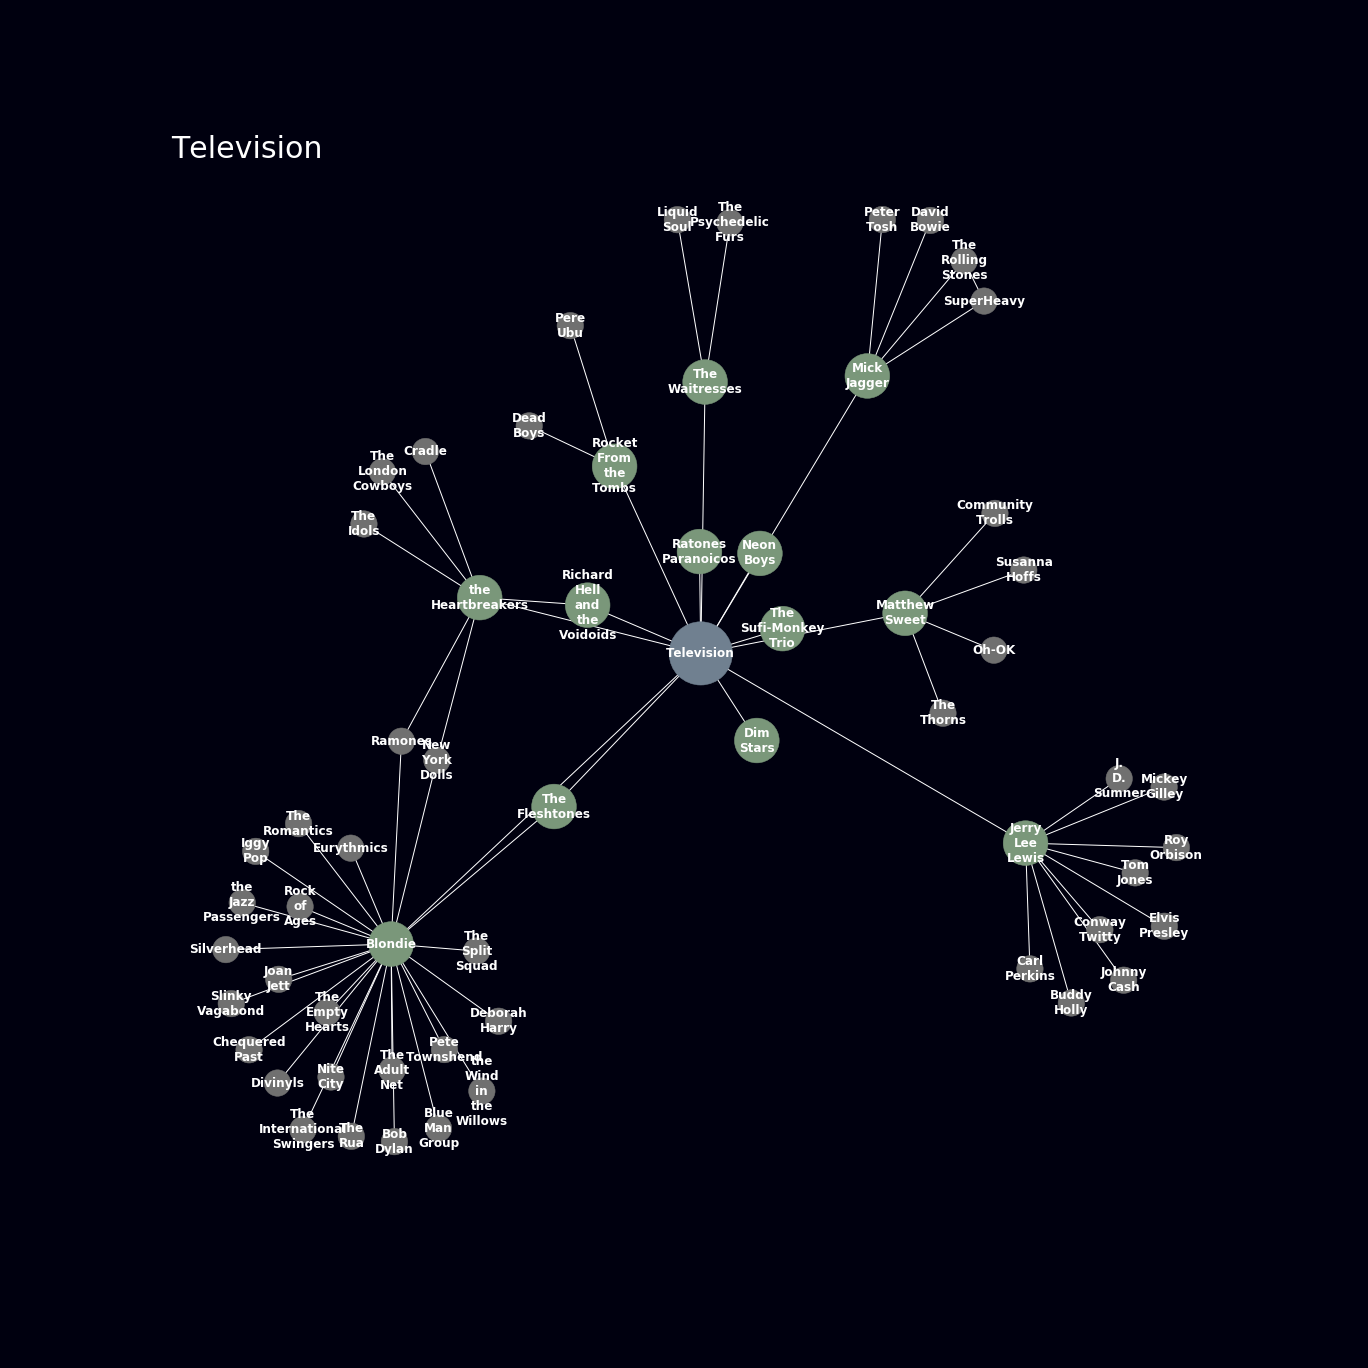 Television
Liquid
Soul
The
Psychedelic
Furs
Peter
Tosh
David
Bowie
The
Rolling
Stones
SuperHeavy
Pere
Ubu
The
Waitresses
Mick
Jagger
Dead
Boys
Rocket
From
the
Tombs
Cradle
The
London
Cowboys
The
Idols
Community
Trolls
Ratones
Paranoicos
Neon
Boys
Susanna
Hoffs
the
Heartbreakers
Richard
Hell
and
the
Voidoids
The
Sufi-Monkey
Trio
Matthew
Sweet
Television
Oh-OK
The
Thorns
Dim
Stars
Ramones
New
York
Dolls
The
Fleshtones
J.
D.
Sumner
Mickey
Gilley
Jerry
Lee
Lewis
Roy
Orbison
Tom
Jones
Elvis
Presley
Conway
Twitty
Carl
Perkins
Johnny
Cash
Buddy
Holly
The
Romantics
Iggy
Pop
Eurythmics
the
Jazz
Passengers
Rock
of
Ages
Silverhead
Blondie
The
Split
Squad
Joan
Jett
Slinky
Vagabond
The
Empty
Hearts
Deborah
Harry
Chequered
Past
Pete
Townshend
Divinyls
Nite
City
The
Adult
Net
the
Wind
in
the
Willows
The
International
Swingers
The
Rua
Bob
Dylan
Blue
Man
Group